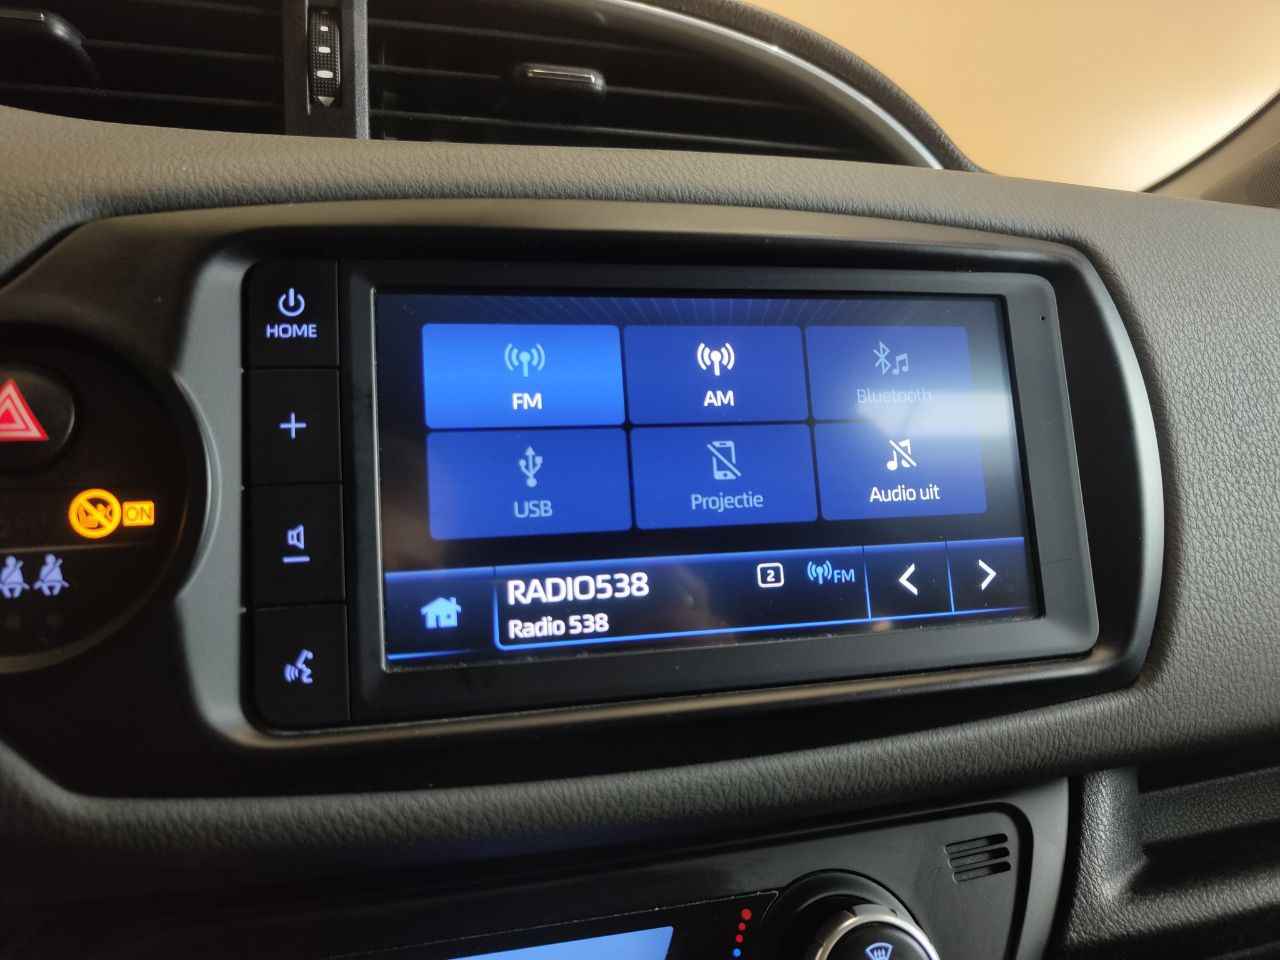 HOME
FM
AM
Bluetooth
USB
Projectie
Audio uit
ON
RADIO538
2
FM
Radio 538